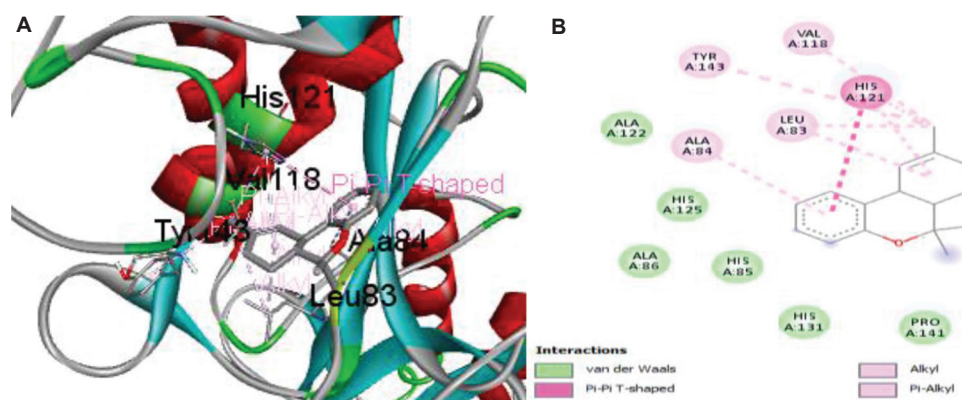 A
His121
Val118
Pi-Pi T-shaped
Alkyl
Ala84
Leu83
Alkyl
B
VAL
A:118
TYR
A:143
HIS
A:121
ALA
A:122
LEU
A:83
ALA
A:84
HIS
A:125
ALA
A:86
HIS
A:85
HIS
A:131
PRO
A:141
O
Interactions
van der Waals
Pi-Pi T-shaped
Alkyl
Pi-Alkyl